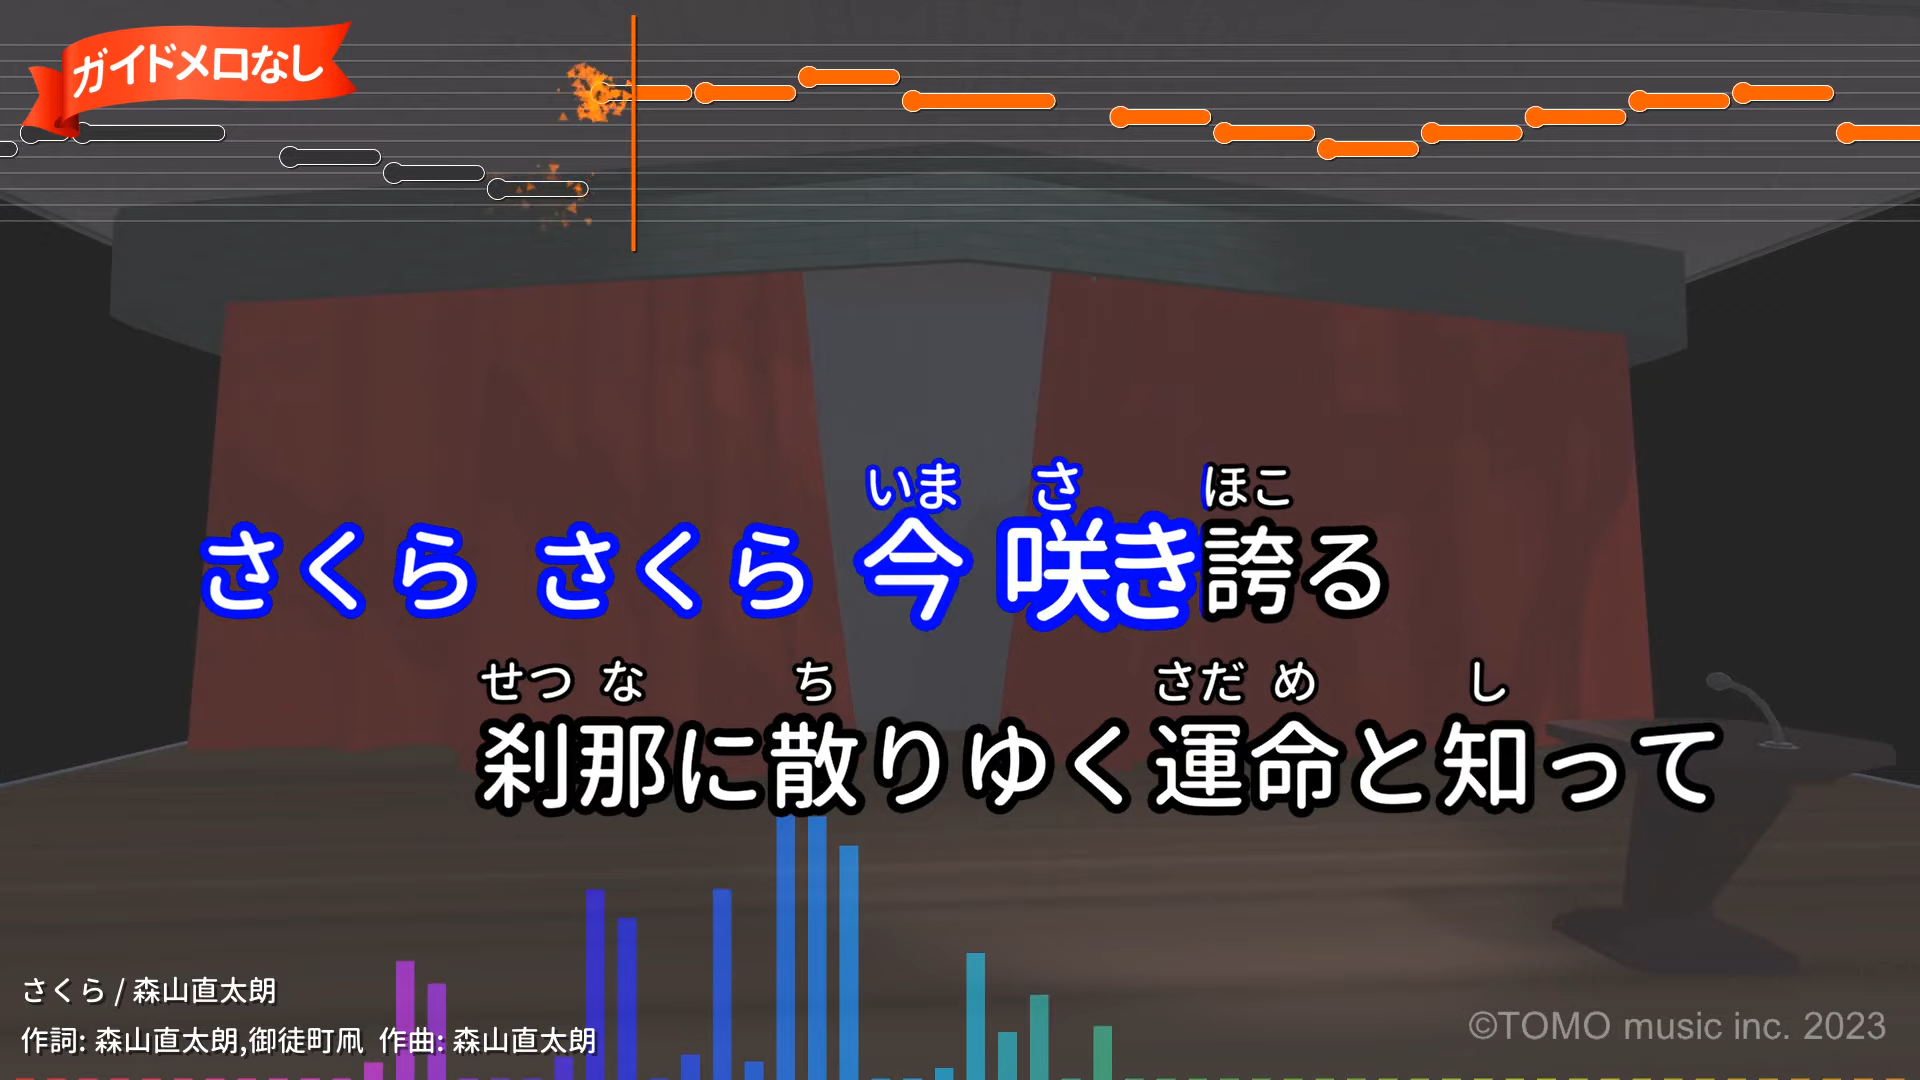 ガイドメロなし
いま さ ほこ
さくら さくら 今 咲き誇る
せつ な ち さだ め し
刹那に散りゆく運命と知って
さくら / 森山直太朗
作詞: 森山直太朗,御徒町凧 作曲: 森山直太朗
©TOMO music inc. 2023